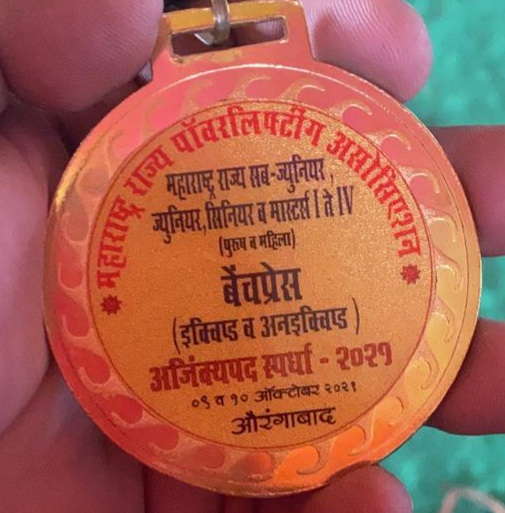 महाराष्ट्र राज्य पॉवरलिफ्टींग असोसिएशन
महाराष्ट्र राज्य सब-ज्युनियर,
ज्युनियर,सिनियर व मास्टर्स I ते IV
(पुरुष व महिला)
बेंचप्रेस
(इक्विप्ड व अनइक्विप्ड)
अजिंक्यपद स्पर्धा - २०२१
०९ व १० ऑक्टोबर २०२१
औरंगाबाद